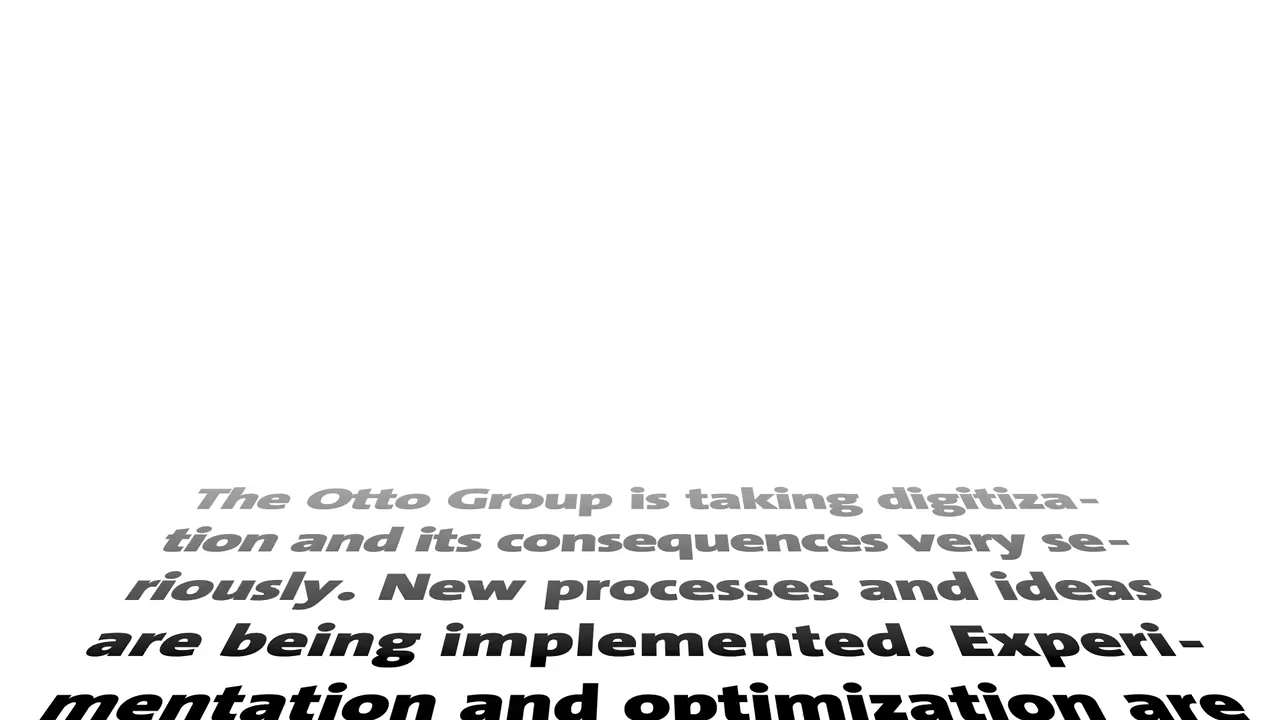 The Otto Group is taking digitiza-
tion and its consequences very se-
riously. New processes and ideas
are being implemented. Experi-
mentation and optimization are